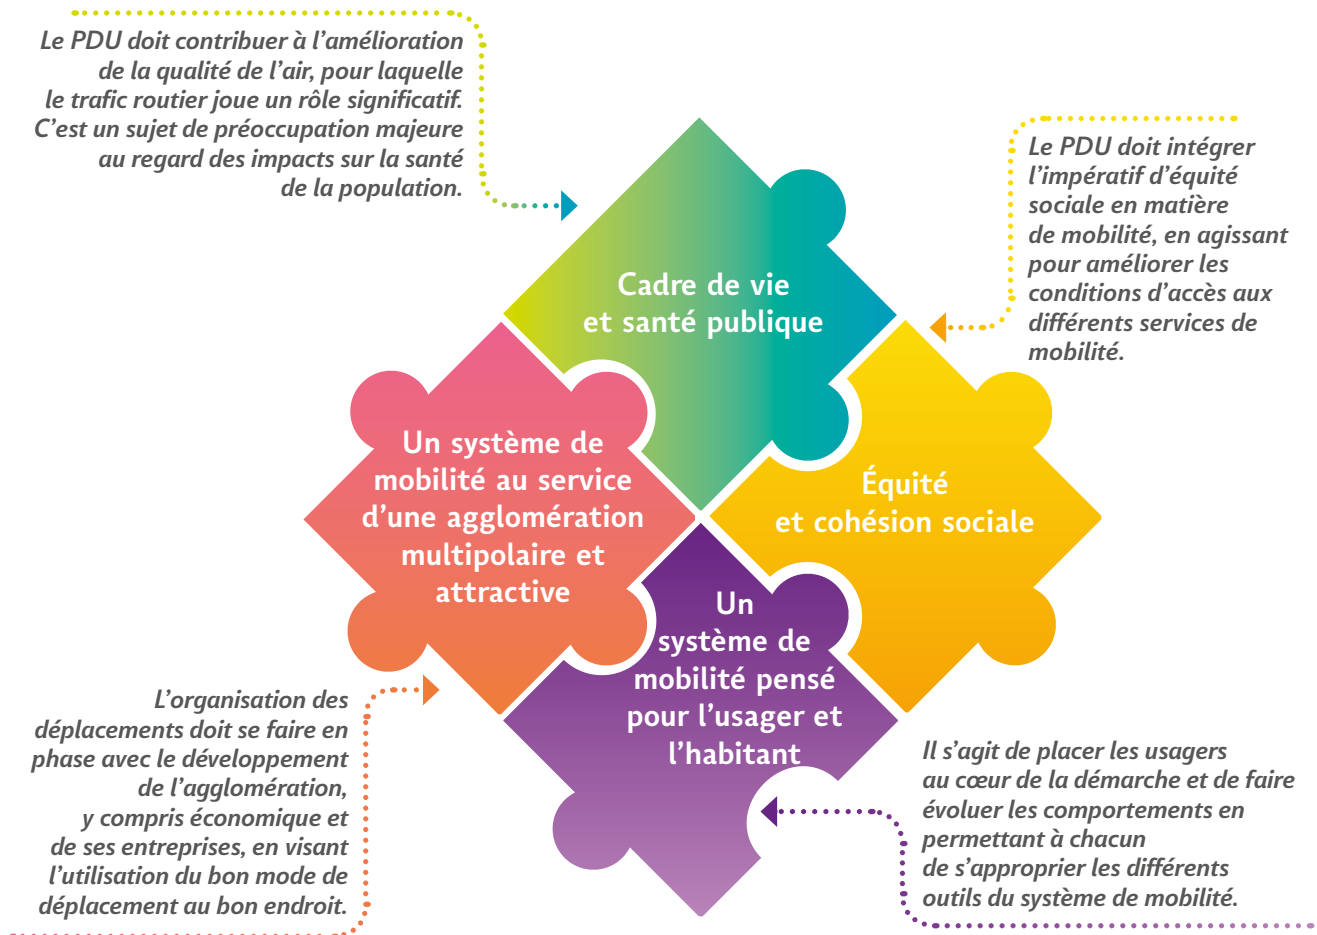 Le PDU doit contribuer à l’amélioration
de la qualité de l’air, pour laquelle
le trafic routier joue un rôle significatif.
C’est un sujet de préoccupation majeure
au regard des impacts sur la santé
de la population.
Le PDU doit intégrer
l’impératif d’équité
sociale en matière
de mobilité, en agissant
pour améliorer les
conditions d’accès aux
différents services de
mobilité.
Cadre de vie
et santé publique
Un système de
mobilité au service
d’une agglomération
multipolaire et
attractive
Équité
et cohésion sociale
Un
système de
mobilité pensé
pour l’usager et
l’habitant
L’organisation des
déplacements doit se faire en
phase avec le développement
de l’agglomération,
y compris économique et
de ses entreprises, en visant
l’utilisation du bon mode de
déplacement au bon endroit.
Il s’agit de placer les usagers
au cœur de la démarche et de faire
évoluer les comportements en
permettant à chacun
de s’approprier les différents
outils du système de mobilité.